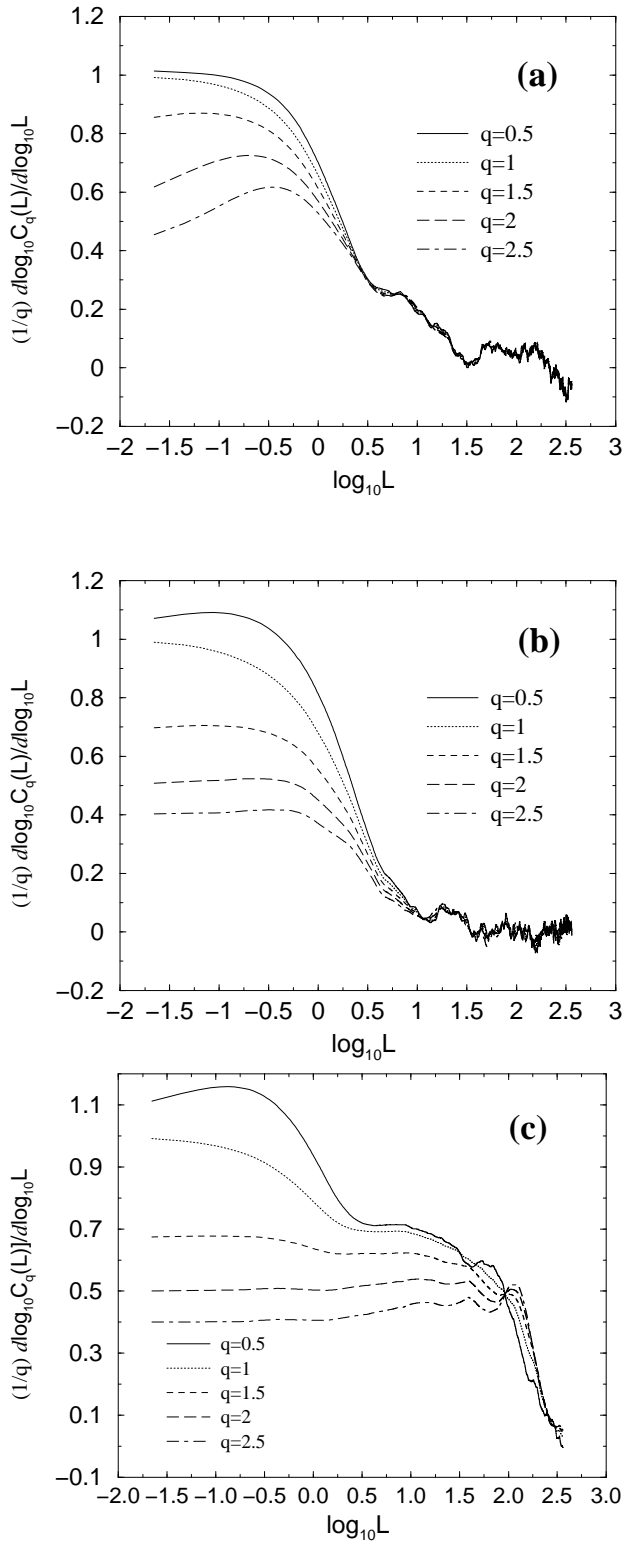 1.2
1
0.8
0.6
0.4
0.2
0
−0.2
(1/q) dlog₁₀C_q(L)/dlog₁₀L
(a)
q=0.5
q=1
q=1.5
q=2
q=2.5
−2 −1.5 −1 −0.5 0 0.5 1 1.5 2 2.5 3
log₁₀L
1.2
1
0.8
0.6
0.4
0.2
0
−0.2
(1/q) dlog₁₀C_q(L)/dlog₁₀L
(b)
q=0.5
q=1
q=1.5
q=2
q=2.5
−2 −1.5 −1 −0.5 0 0.5 1 1.5 2 2.5 3
log₁₀L
1.1
0.9
0.7
0.5
0.3
0.1
−0.1
(1/q) dlog₁₀C_q(L)]/dlog₁₀L
(c)
q=0.5
q=1
q=1.5
q=2
q=2.5
−2.0 −1.5 −1.0 −0.5 0.0 0.5 1.0 1.5 2.0 2.5 3.0
log₁₀L